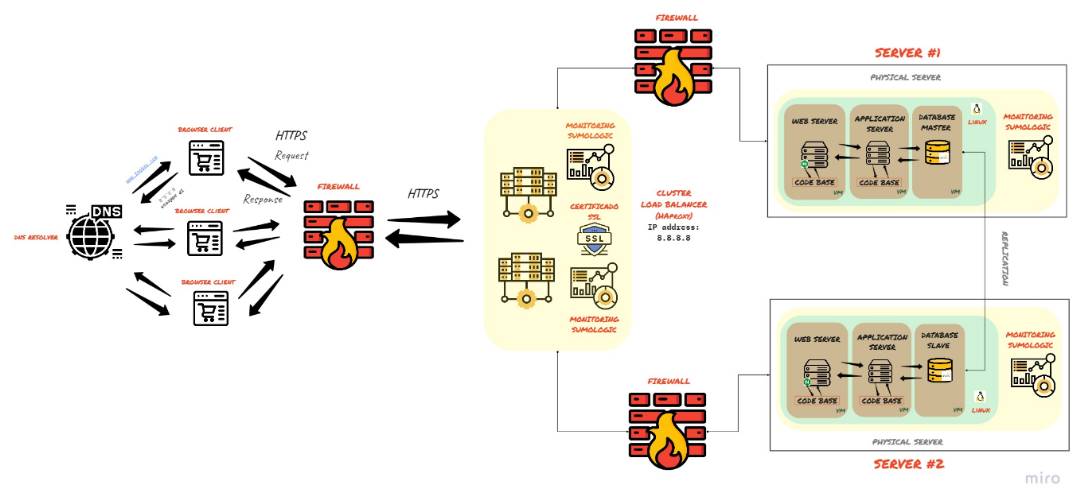 FIREWALL
SERVER #1
PHYSICAL SERVER
BROWSER CLIENT
HTTPS
Request
WEB SERVER
APPLICATION
SERVER
DATABASE
MASTER
LINUX
MONITORING
SUMOLOGIC
CODE BASE
VM
CODE BASE
VM
VM
MONITORING
SUMOLOGIC
FIREWALL
Response
HTTPS
DNS
DNS RESOLVER
BROWSER CLIENT
CERTIFICADO
SSL
SSL
CLUSTER
LOAD BALANCER
(HAPROXY)
IP address:
8.8.8.8
REPLICATION
BROWSER CLIENT
MONITORING
SUMOLOGIC
WEB SERVER
APPLICATION
SERVER
DATABASE
SLAVE
MONITORING
SUMOLOGIC
CODE BASE
VM
CODE BASE
VM
VM
LINUX
FIREWALL
PHYSICAL SERVER
SERVER #2
miro